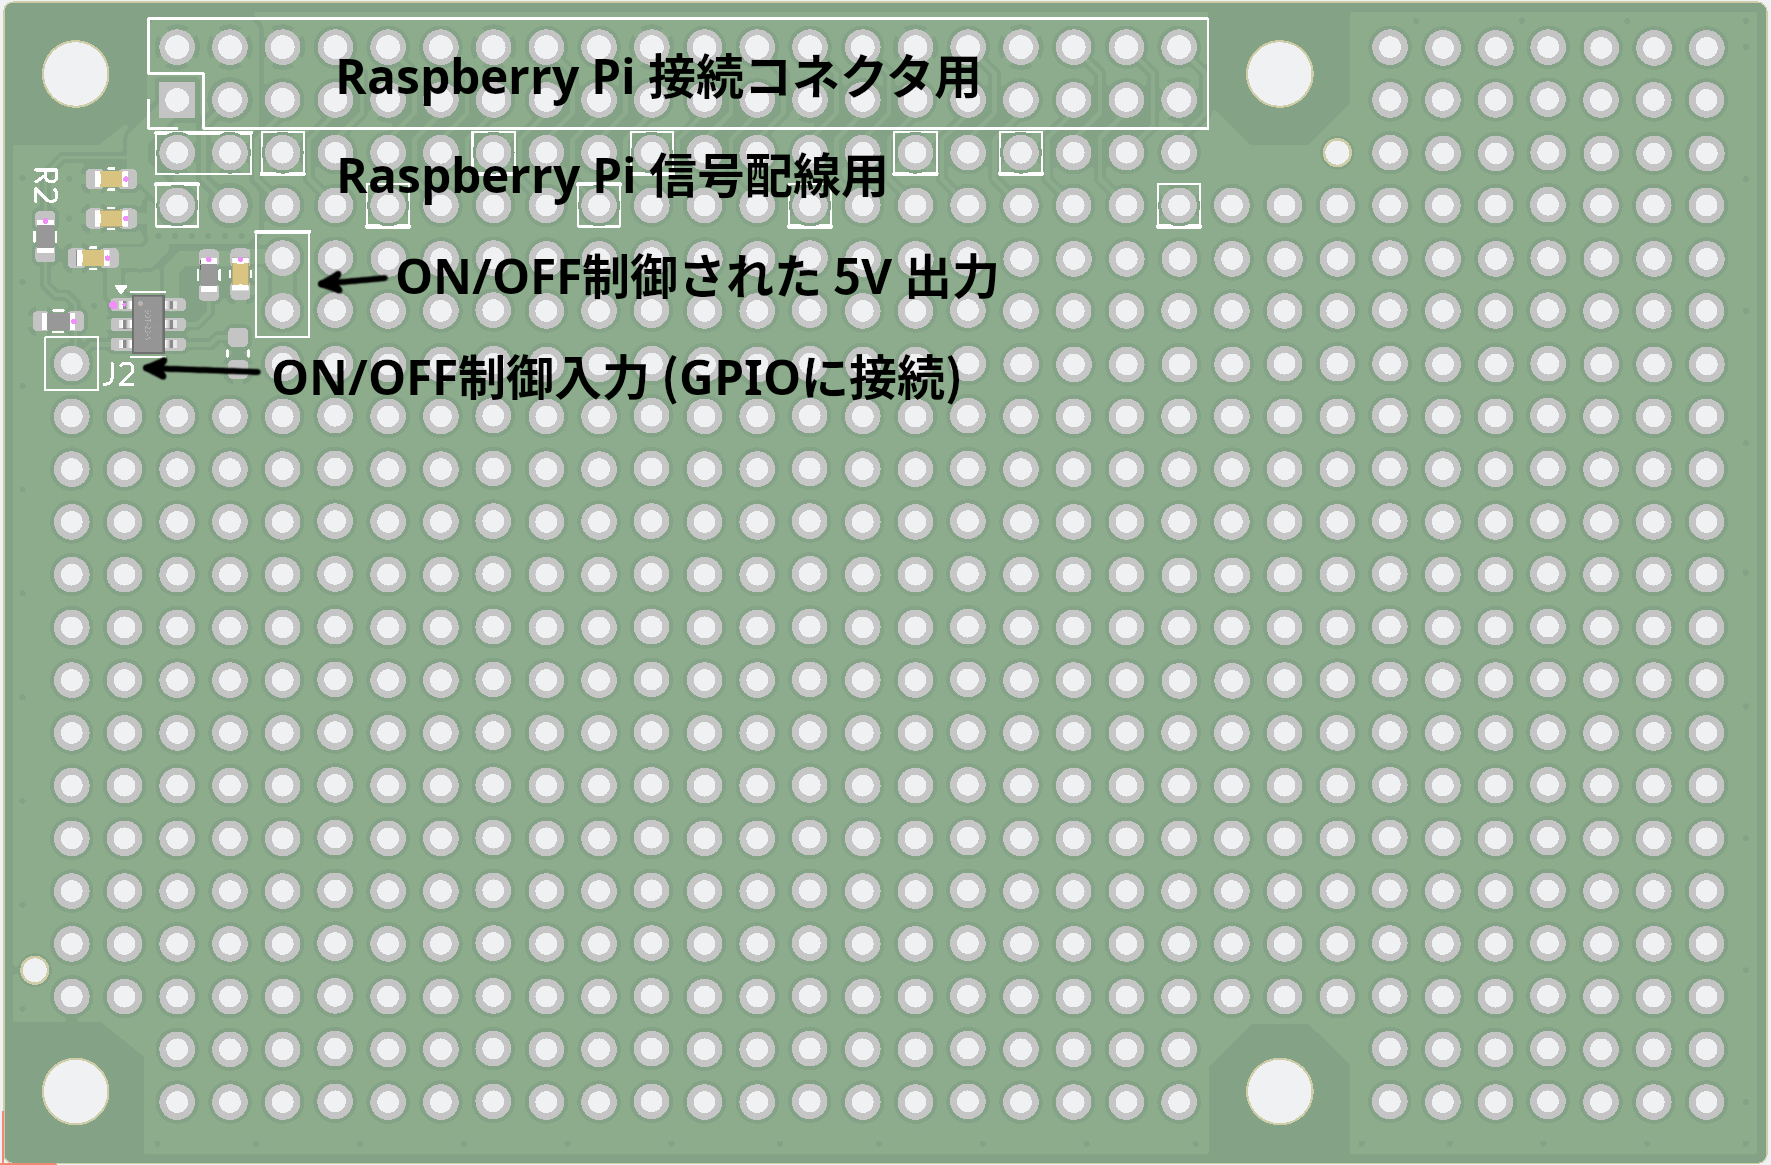 Raspberry Pi 接続コネクタ用
Raspberry Pi 信号配線用
R2
ON/OFF制御された 5V 出力
J2
ON/OFF制御入力 (GPIOに接続)